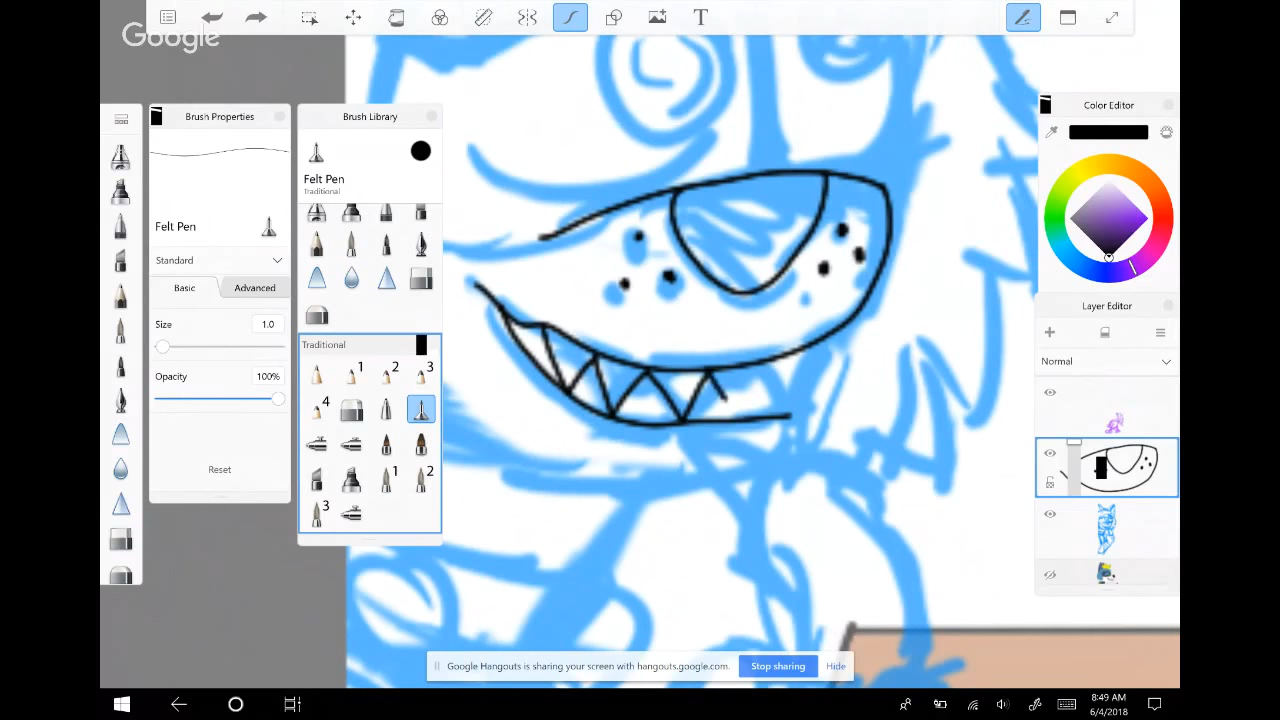 Google
T
Brush Properties
Felt Pen
Standard
Basic
Advanced
Size
1.0
Opacity
100%
Reset
Brush Library
Felt Pen
Traditional
Traditional
1
2
3
4
1
2
3
Color Editor
Layer Editor
Normal
Google Hangouts is sharing your screen with hangouts.google.com.
Stop sharing
Hide
8:49 AM
6/4/2018